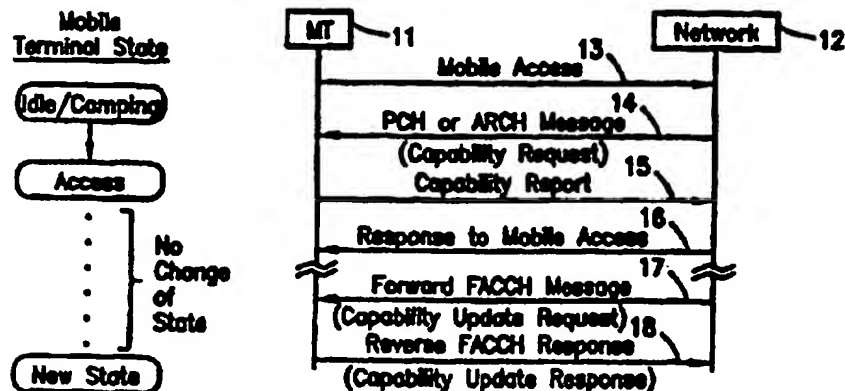 Mobile
Terminal State
Idle/Camping
Access
No
Change
of
State
New State
MT
11
Network
12
13
Mobile Access
14
PCH or ARCH Message
(Capability Request)
15
Capability Report
16
Response to Mobile Access
17
Forward FACCH Message
(Capability Update Request)
18
Reverse FACCH Response
(Capability Update Response)